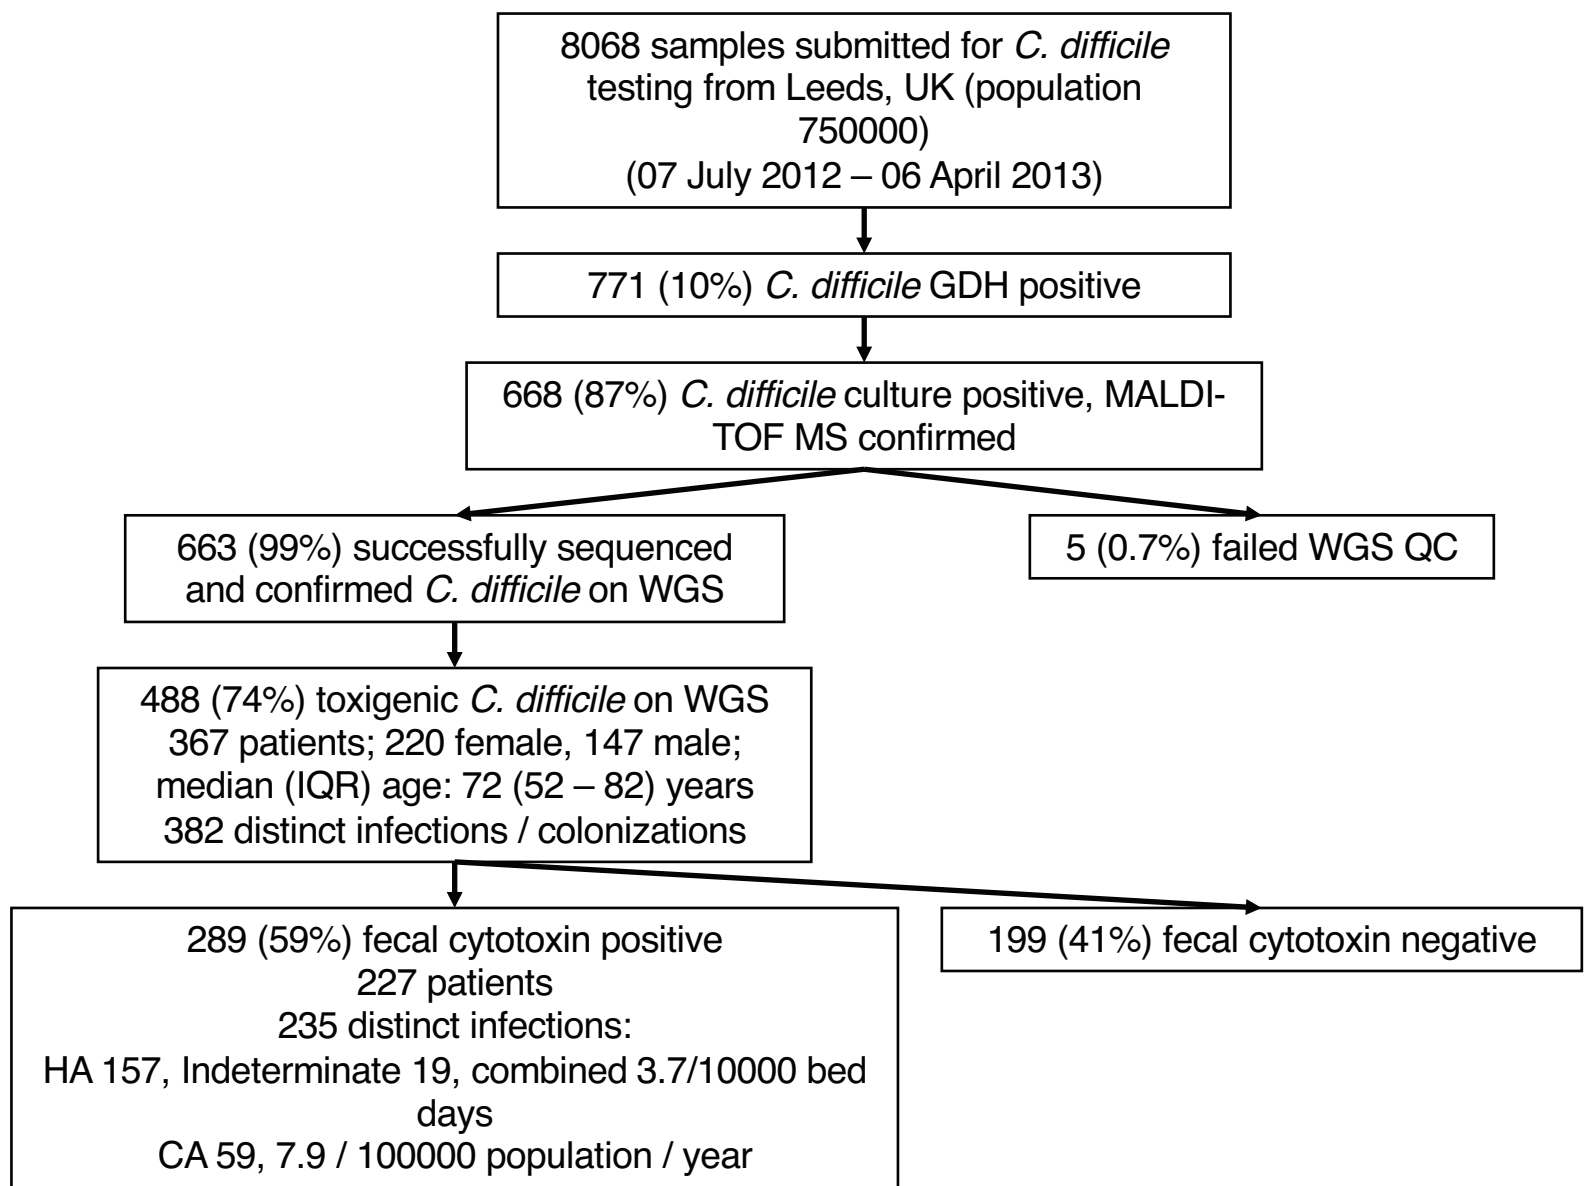 8068 samples submitted for C. difficile
testing from Leeds, UK (population
750000)
(07 July 2012 – 06 April 2013)
771 (10%) C. difficile GDH positive
668 (87%) C. difficile culture positive, MALDI-
TOF MS confirmed
663 (99%) successfully sequenced
and confirmed C. difficile on WGS
5 (0.7%) failed WGS QC
488 (74%) toxigenic C. difficile on WGS
367 patients; 220 female, 147 male;
median (IQR) age: 72 (52 – 82) years
382 distinct infections / colonizations
289 (59%) fecal cytotoxin positive
227 patients
235 distinct infections:
HA 157, Indeterminate 19, combined 3.7/10000 bed
days
CA 59, 7.9 / 100000 population / year
199 (41%) fecal cytotoxin negative